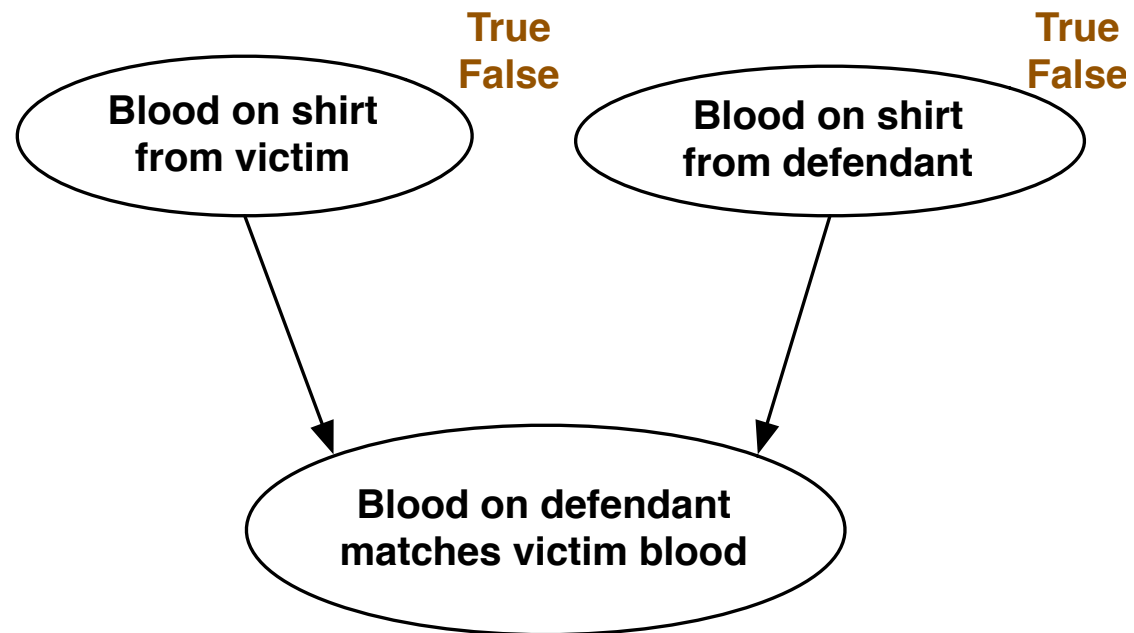 True
False
Blood on shirt
from victim
True
False
Blood on shirt
from defendant
Blood on defendant
matches victim blood